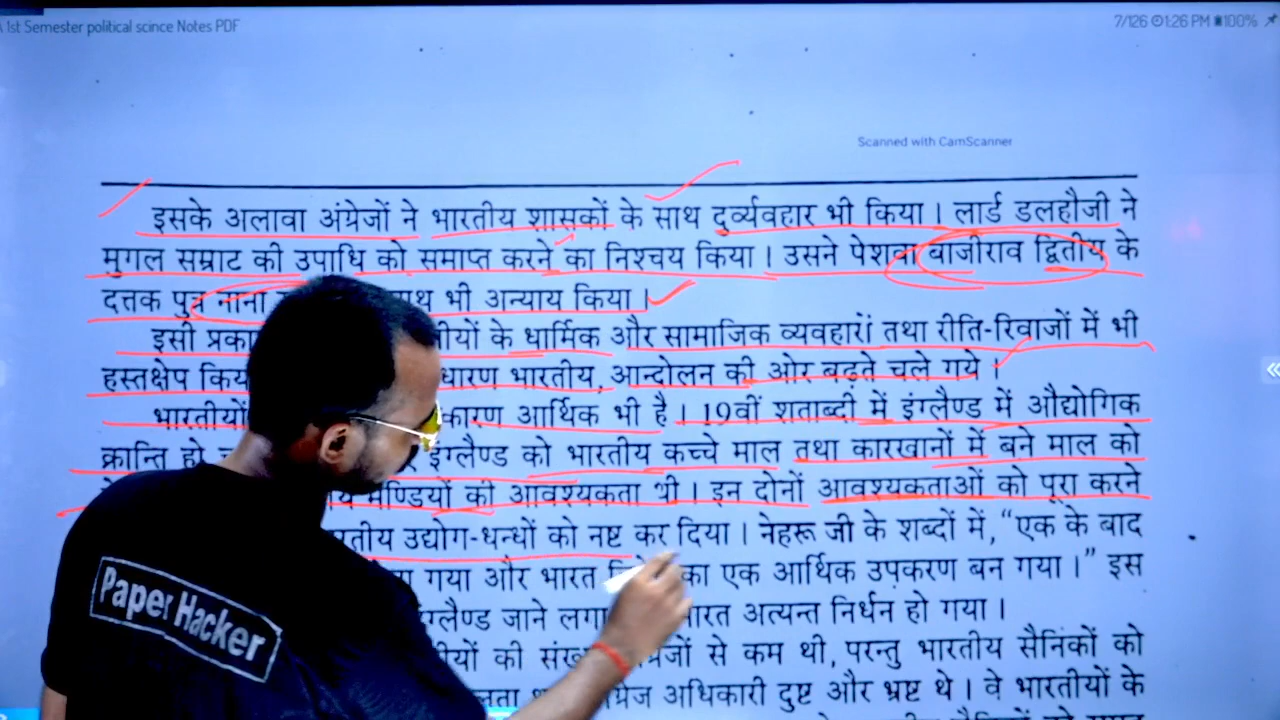 1st Semester political scince Notes PDF
7/126 1:26 PM 100%
Scanned with CamScanner
इसके अलावा अंग्रेजों ने भारतीय शासकों के साथ दुर्व्यवहार भी किया । लार्ड डलहौजी ने
मुगल सम्राट की उपाधि को समाप्त करने का निश्चय किया । उसने पेशवा बाजीराव द्वितीय के
दत्तक पुत्र नाना साथ भी अन्याय किया ।
इसी के धार्मिक और सामाजिक व्यवहारों तथा रीति-रिवाजों में भी
हस्तक्षेप भारतीय, आन्दोलन की ओर बढ़ते चले गये ।
भारतीयों कारण आर्थिक भी है । 19वीं शताब्दी में इंग्लैण्ड में औद्योगिक
क्रान्ति हो इंग्लैण्ड को भारतीय कच्चे माल तथा कारखानों में बने माल को
मण्डियों की आवश्यकता थी । इन दोनों आवश्यकताओं को पूरा करने
उद्योग-धन्धों को नष्ट कर दिया । नेहरू जी के शब्दों में, “एक के बाद
गया और भारत का एक आर्थिक उपकरण बन गया ।” इस
इंग्लैण्ड जाने लगा भारत अत्यन्त निर्धन हो गया ।
की से कम थी, परन्तु भारतीय सैनिकों को
अंग्रेज अधिकारी दुष्ट और भ्रष्ट थे । वे भारतीयों के
Paper Hacker